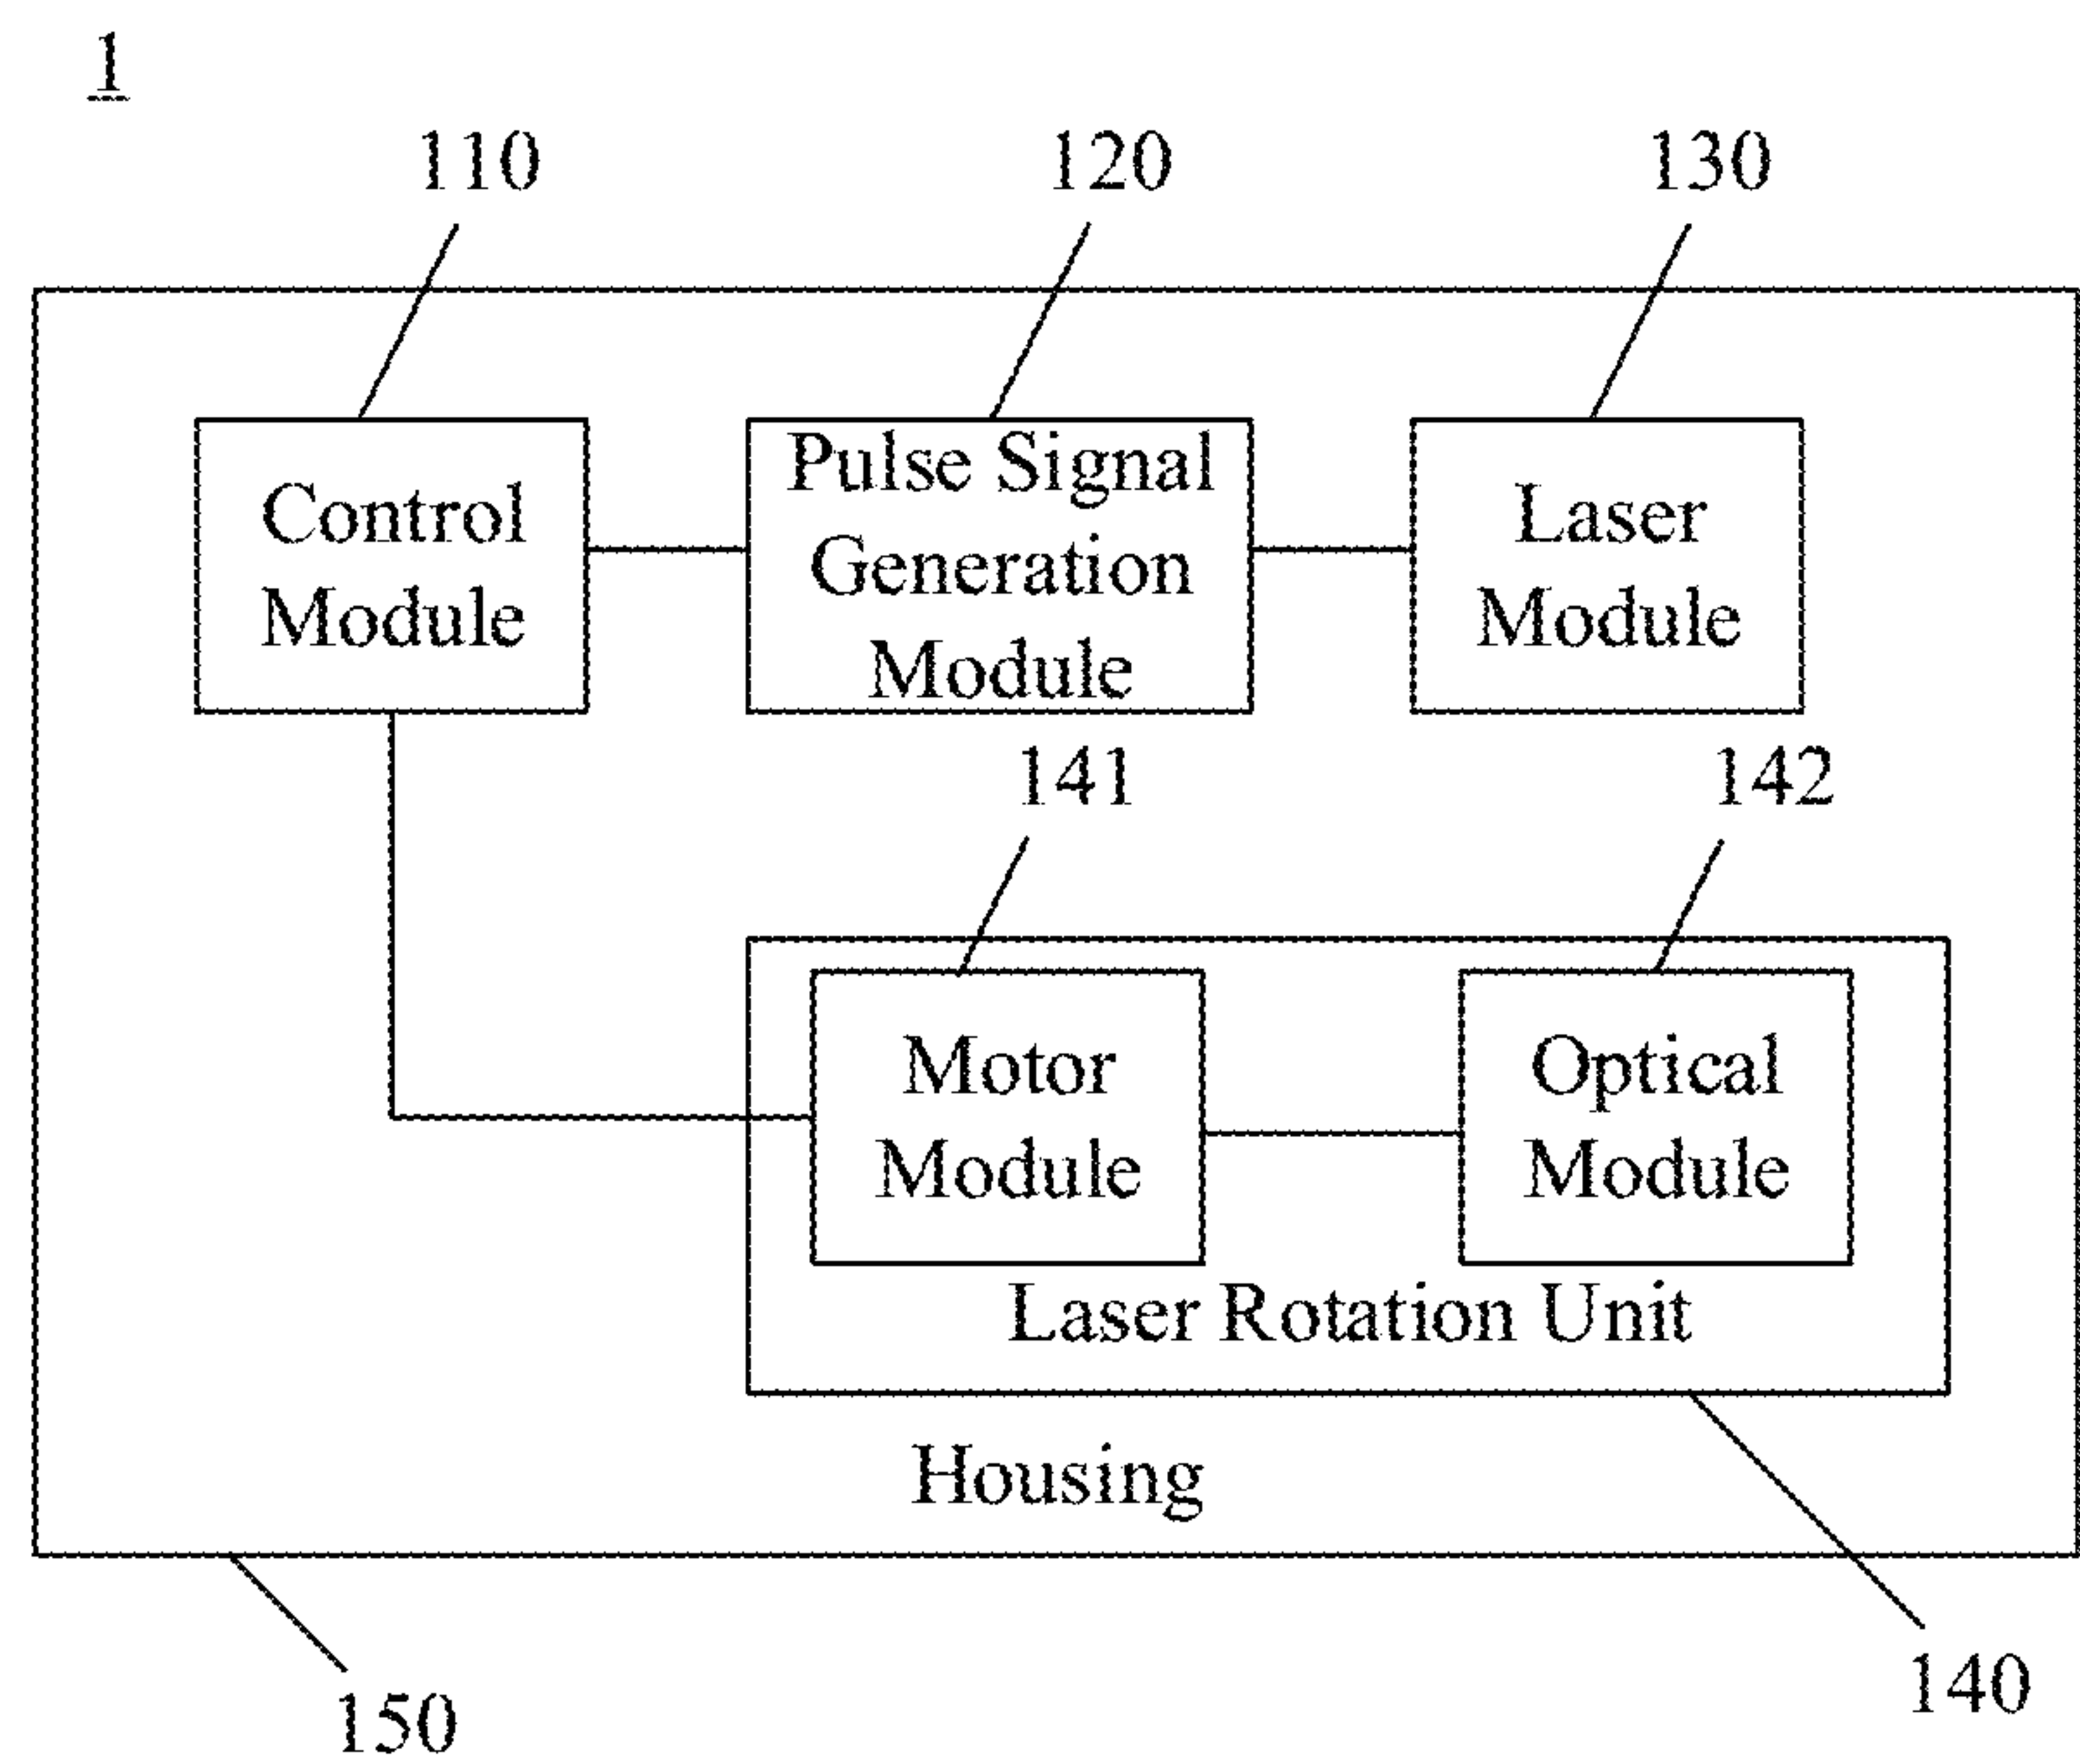 1
110
120
130
Control
Module
Pulse Signal
Generation
Module
Laser
Module
141
142
Motor
Module
Optical
Module
Laser Rotation Unit
Housing
140
150